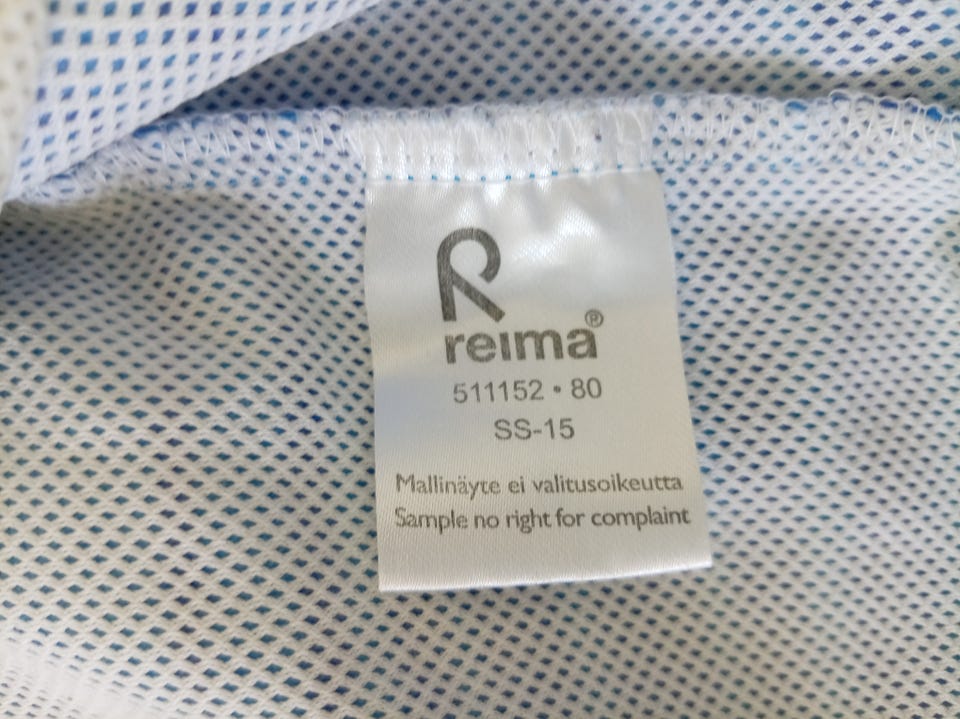 reima®
511152 • 80
SS-15
Mallinäyte ei valitusoikeutta
Sample no right for complaint